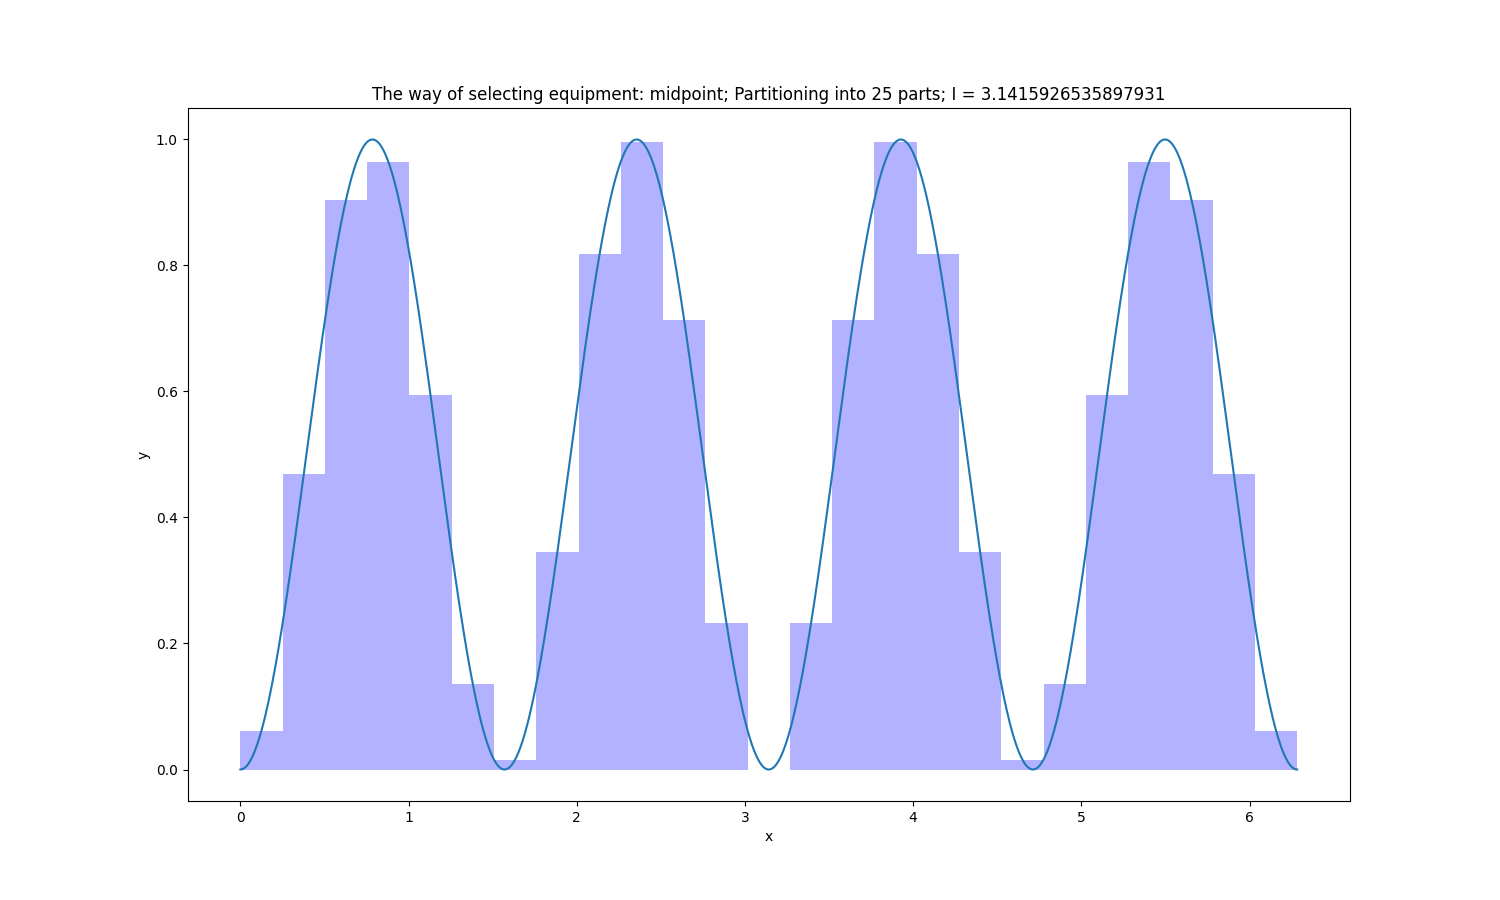 The way of selecting equipment: midpoint; Partitioning into 25 parts; I = 3.1415926535897931
1.0
0.8
0.6
y
0.4
0.2
0.0
0 1 2 3 4 5 6
x